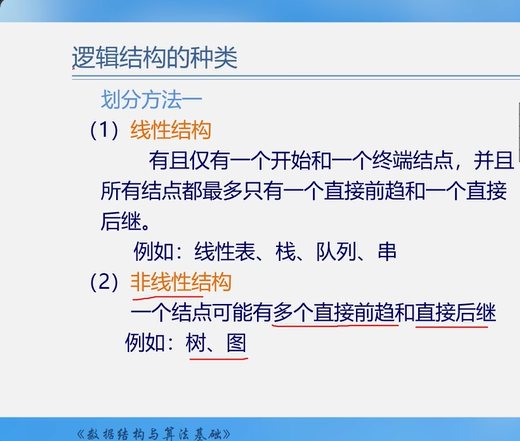 逻辑结构的种类
划分方法一
（1）线性结构
有且仅有一个开始和一个终端结点，并且
所有结点都最多只有一个直接前趋和一个直接
后继。
例如：线性表、栈、队列、串
（2）非线性结构
一个结点可能有多个直接前趋和直接后继
例如：树、图
《数据结构与算法基础》